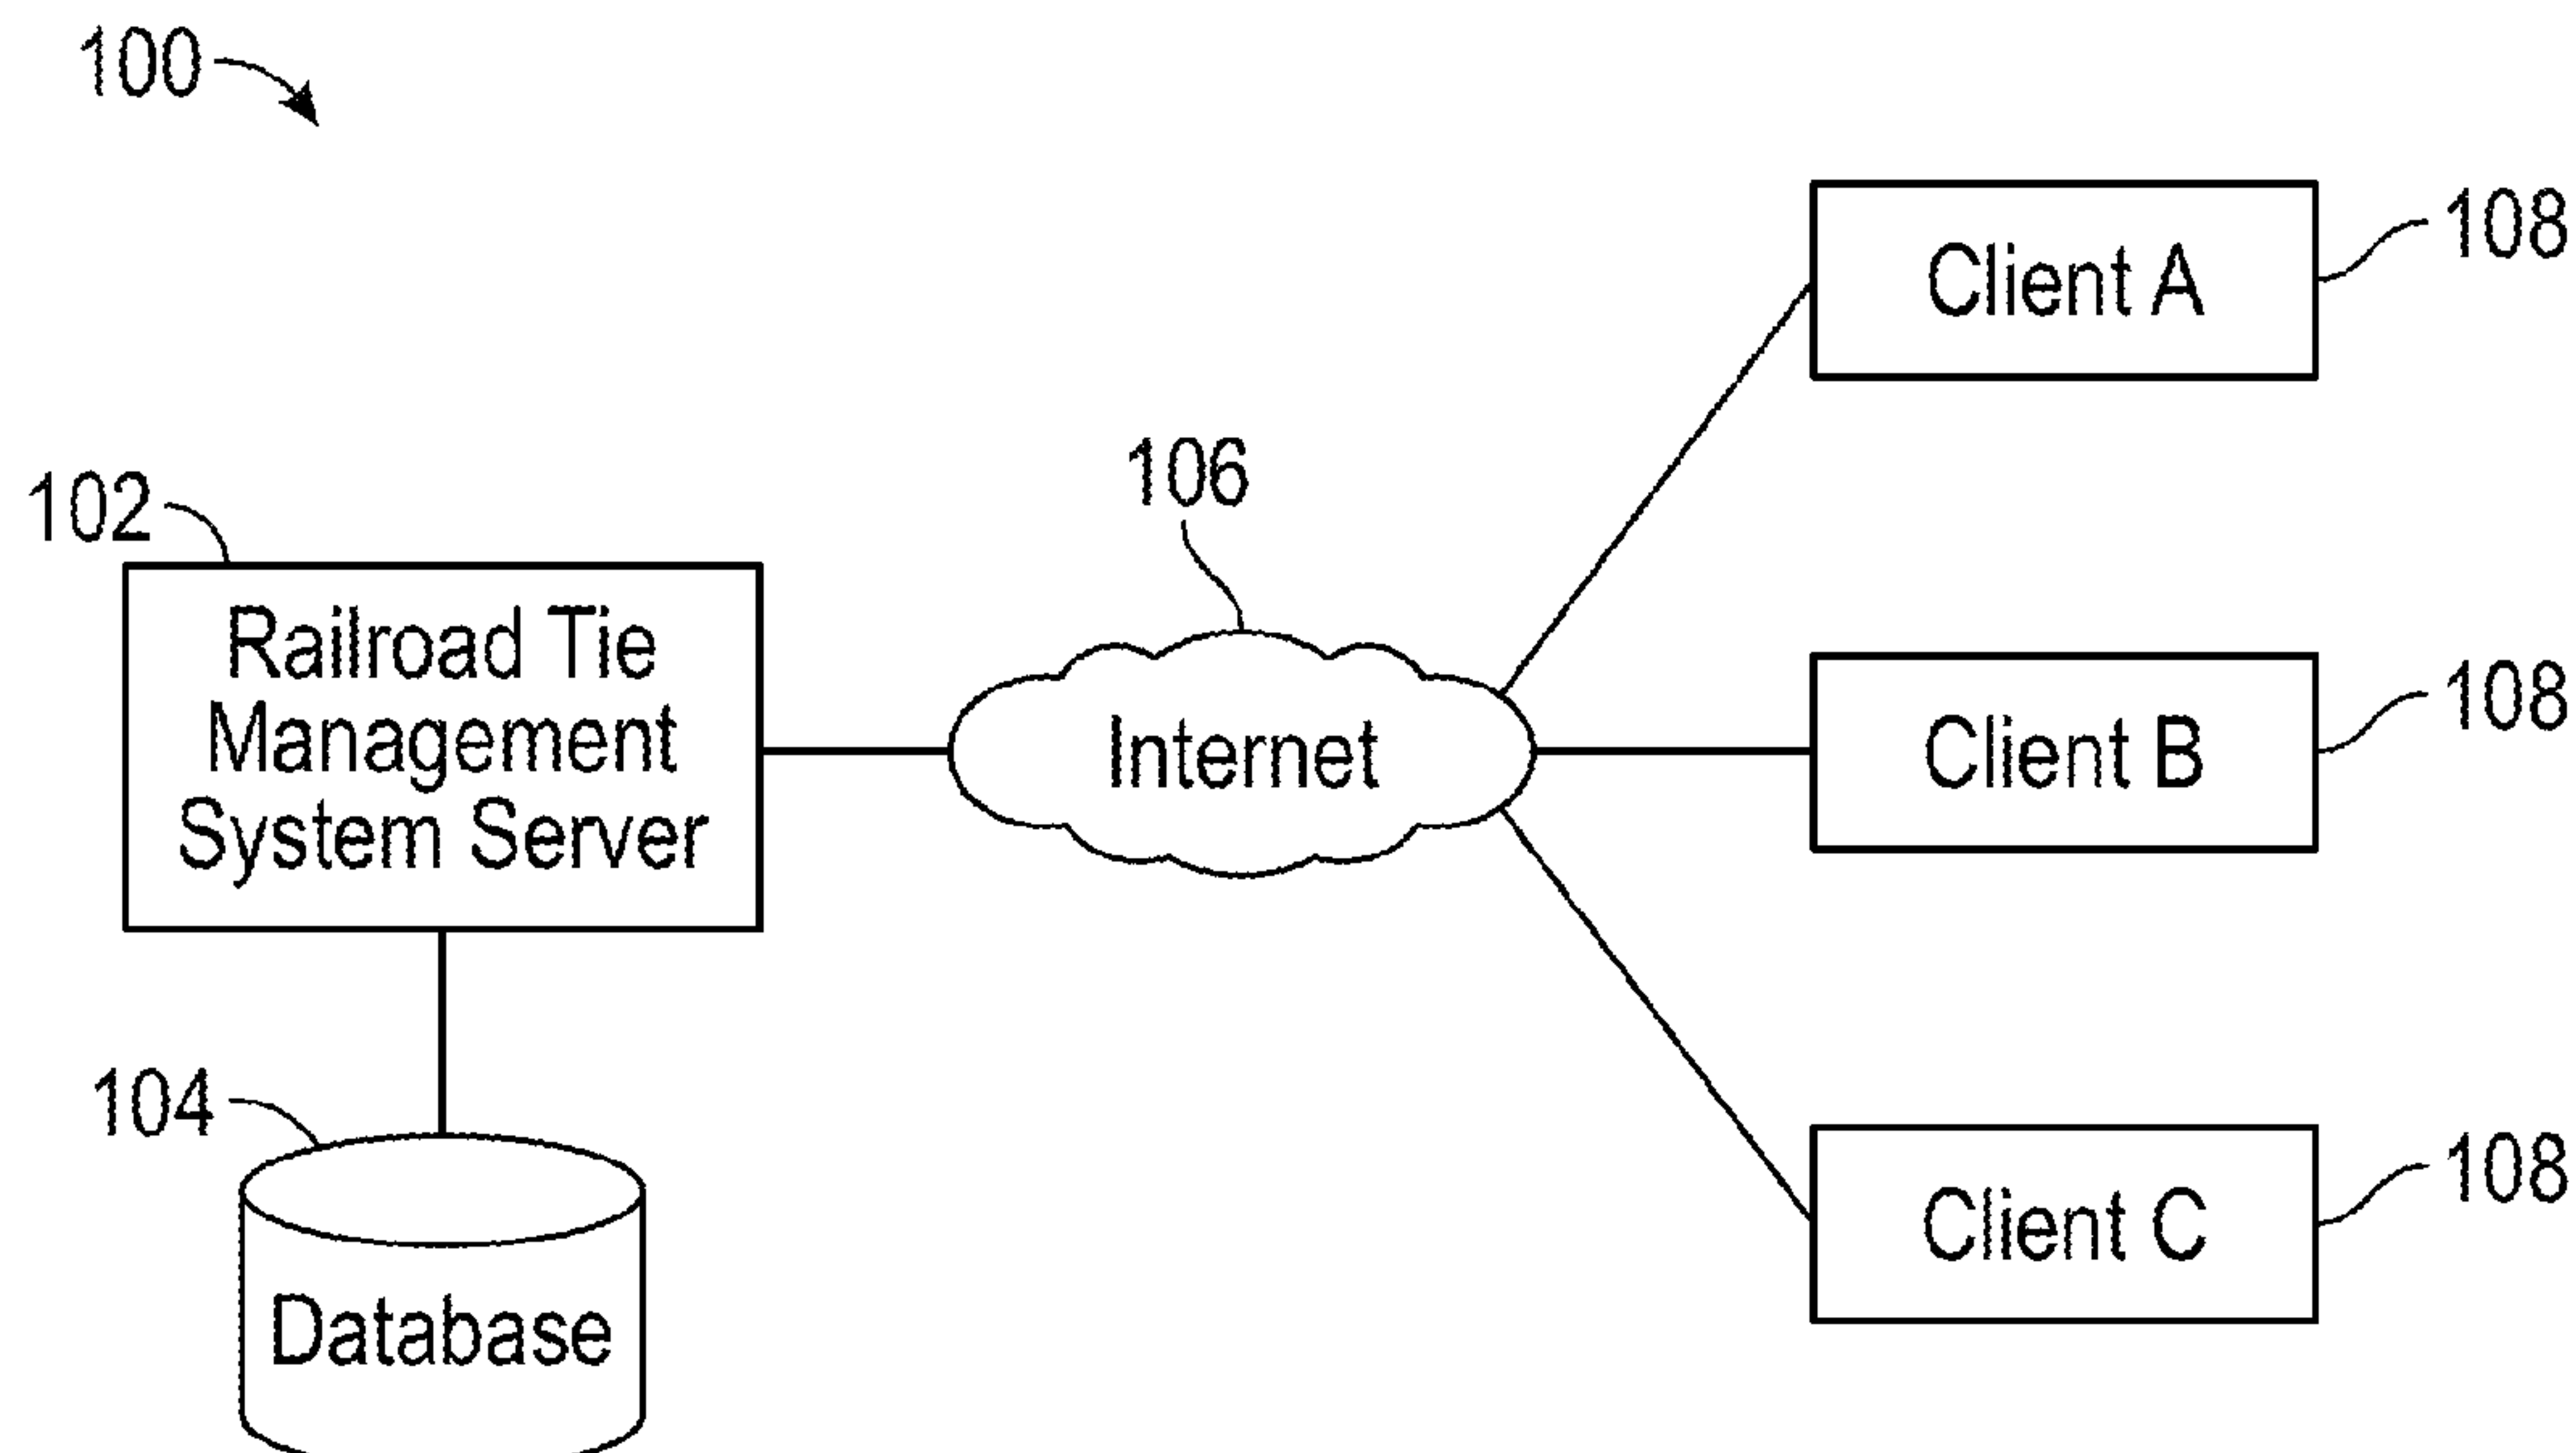 100
Client A
108
106
102
Railroad Tie
Management
System Server
Internet
Client B
108
104
Database
Client C
108